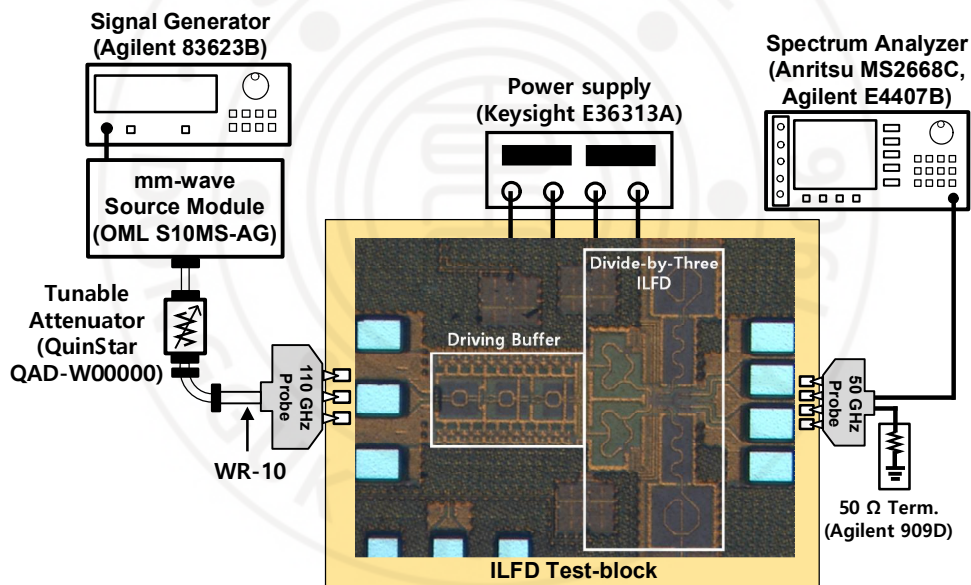 Signal Generator
(Agilent 83623B)
mm-wave
Source Module
(OML S10MS-AG)
Tunable
Attenuator
(QuinStar
QAD-W00000)
WR-10
110 GHz
Probe
Power supply
(Keysight E36313A)
Driving Buffer
Divide-by-Three
ILFD
ILFD Test-block
Spectrum Analyzer
(Anritsu MS2668C,
Agilent E4407B)
50 GHz
Probe
50 Ω Term.
(Agilent 909D)